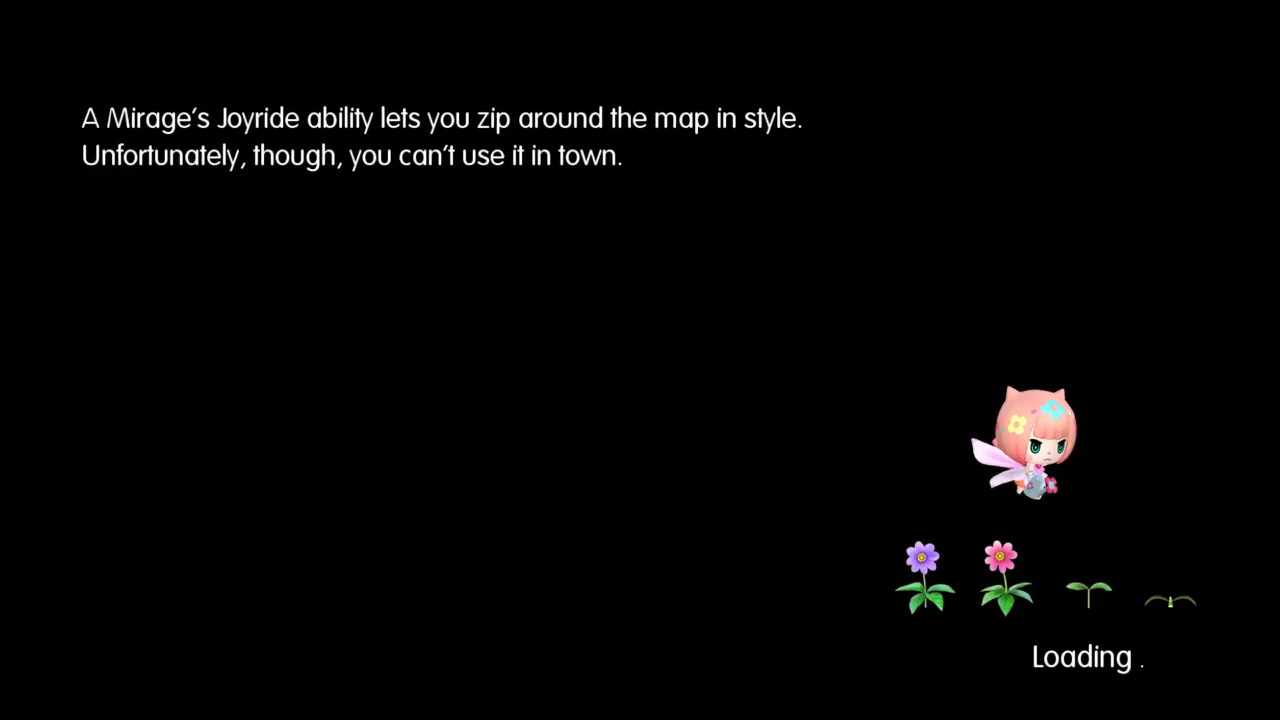 A Mirage's Joyride ability lets you zip around the map in style.
Unfortunately, though, you can't use it in town.
Loading .